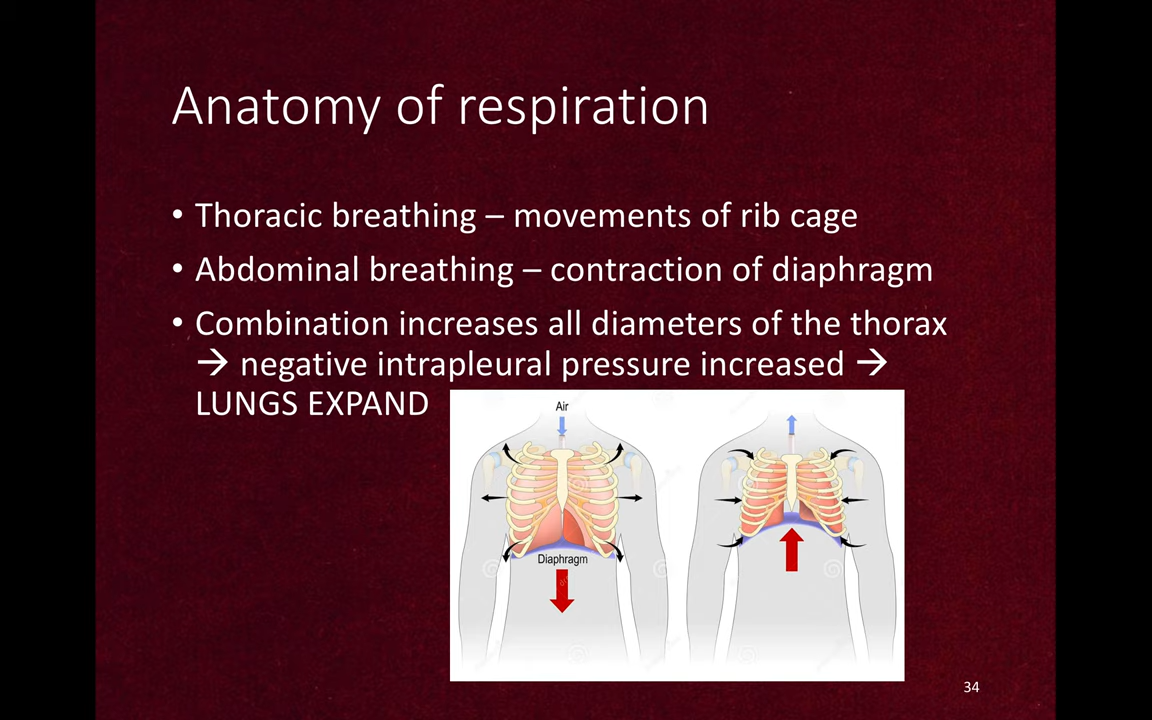 Anatomy of respiration
• Thoracic breathing – movements of rib cage
• Abdominal breathing – contraction of diaphragm
• Combination increases all diameters of the thorax
→ negative intrapleural pressure increased →
LUNGS EXPAND
Air
Diaphragm
34